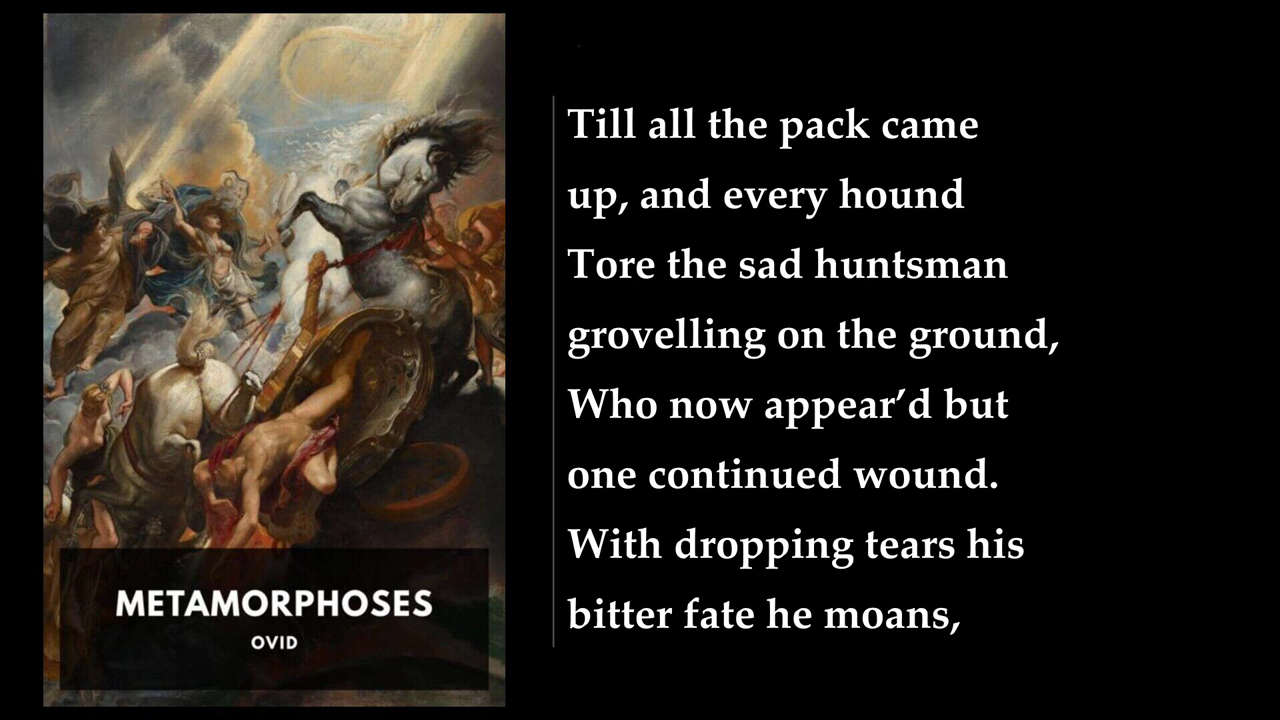 METAMORPHOSES
OVID
Till all the pack came
up, and every hound
Tore the sad huntsman
grovelling on the ground,
Who now appear’d but
one continued wound.
With dropping tears his
bitter fate he moans,